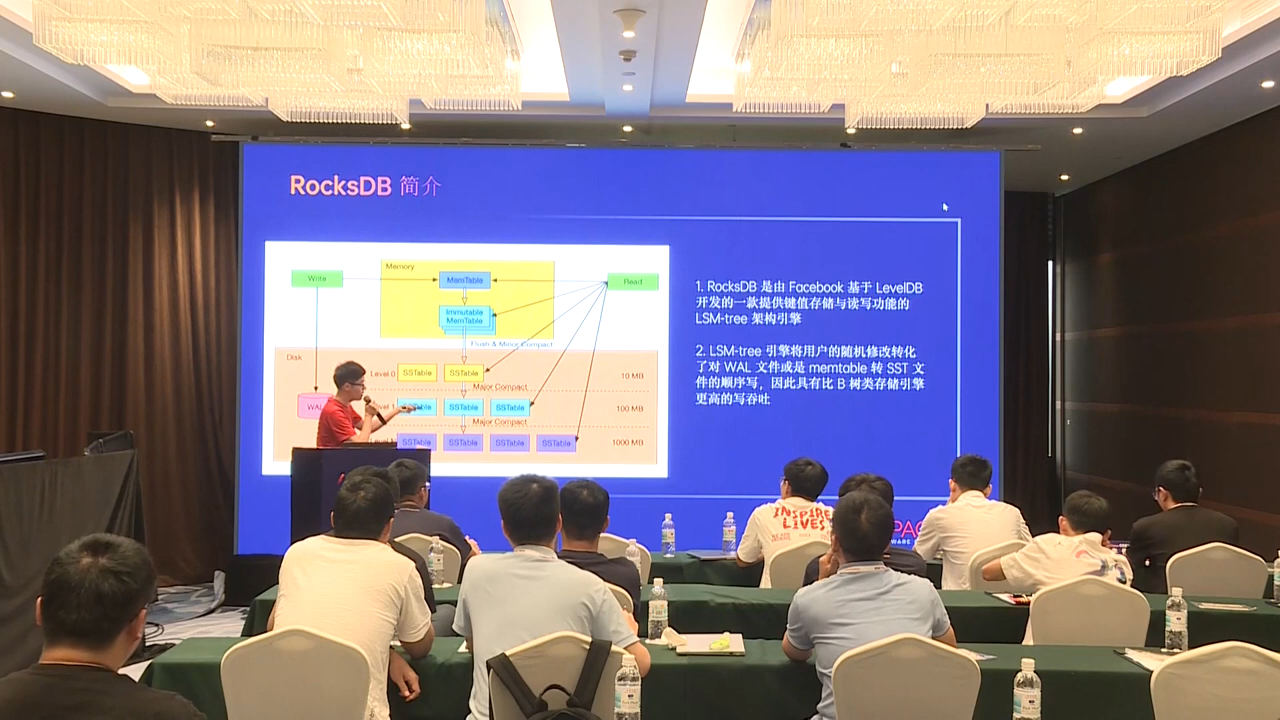 RocksDB 简介
Memory
Write
MemTable
Read
Immutable
MemTable
Flush & Minor Compact
Disk
Level 0
SSTable
SSTable
10 MB
Major Compact
WAL
SSTable
SSTable
100 MB
Major Compact
SSTable
SSTable
SSTable
SSTable
1000 MB
1. RocksDB 是由 Facebook 基于 LevelDB
开发的一款提供键值存储与读写功能的
LSM-tree 架构引擎
2. LSM-tree 引擎将用户的随机修改转化
了对 WAL 文件或是 memtable 转 SST 文
件的顺序写，因此具有比 B 树类存储引擎
更高的写吞吐
INSPIRE
LIVES